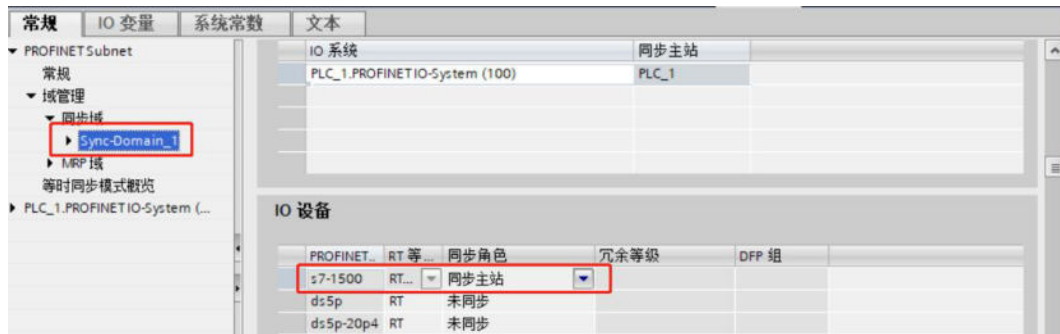 常规 IO 变量 系统常数 文本
PROFINET Subnet
常规
域管理
同步域
Sync-Domain_1
MRP 域
等时同步模式概览
PLC_1.PROFINET IO-System (...
IO 系统 同步主站
PLC_1.PROFINET IO-System (100) PLC_1
IO 设备
PROFINET... RT 等... 同步角色 冗余等级 DFP 组
s7-1500 RT... 同步主站
ds5p RT 未同步
ds5p-20p4 RT 未同步